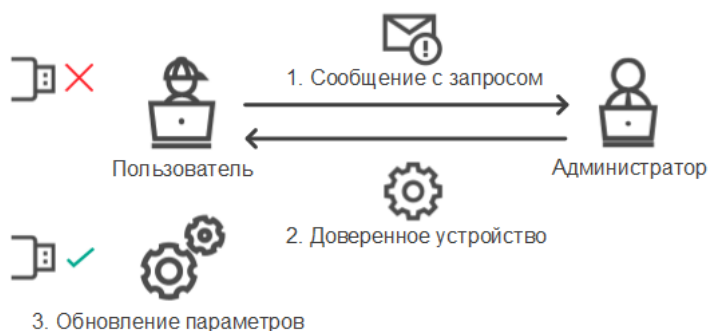 1. Сообщение с запросом
Пользователь
Администратор
2. Доверенное устройство
3. Обновление параметров